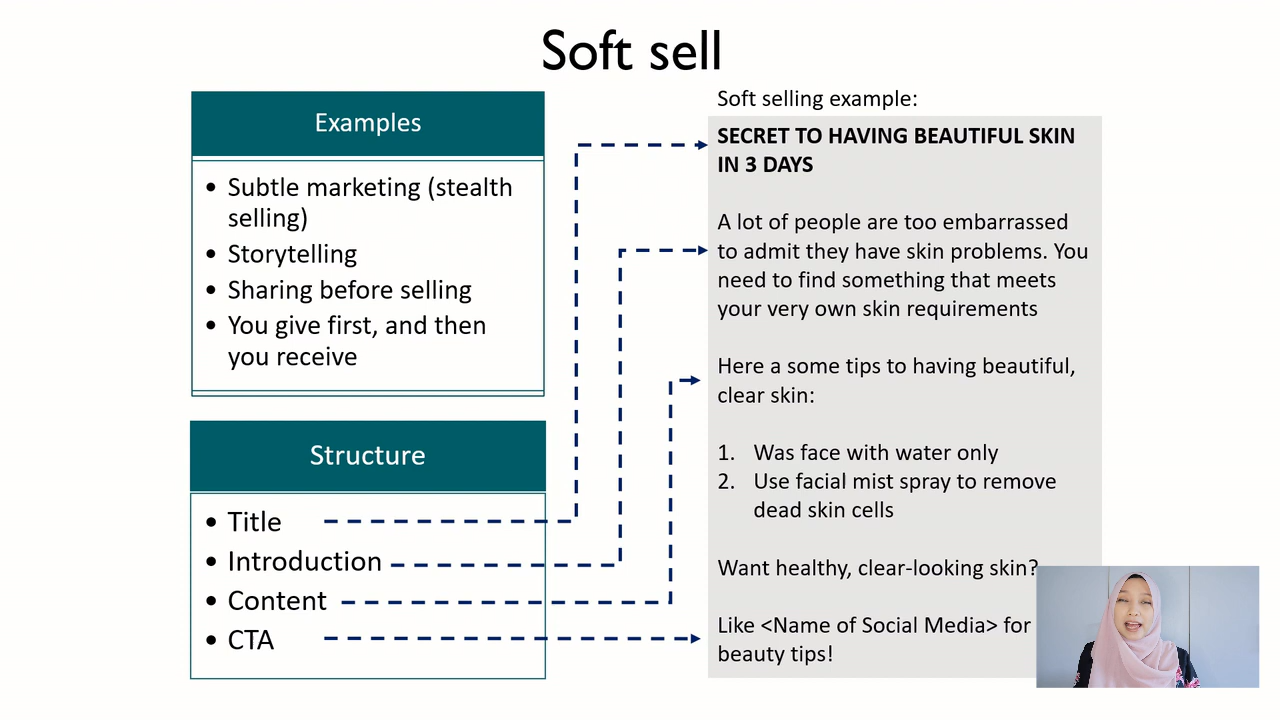 Soft sell
Examples
• Subtle marketing (stealth
selling)
• Storytelling
• Sharing before selling
• You give first, and then
you receive
Structure
• Title
• Introduction
• Content
• CTA
Soft selling example:
SECRET TO HAVING BEAUTIFUL SKIN
IN 3 DAYS
A lot of people are too embarrassed
to admit they have skin problems. You
need to find something that meets
your very own skin requirements
Here a some tips to having beautiful,
clear skin:
1. Was face with water only
2. Use facial mist spray to remove
dead skin cells
Want healthy, clear-looking skin?
Like <Name of Social Media> for
beauty tips!